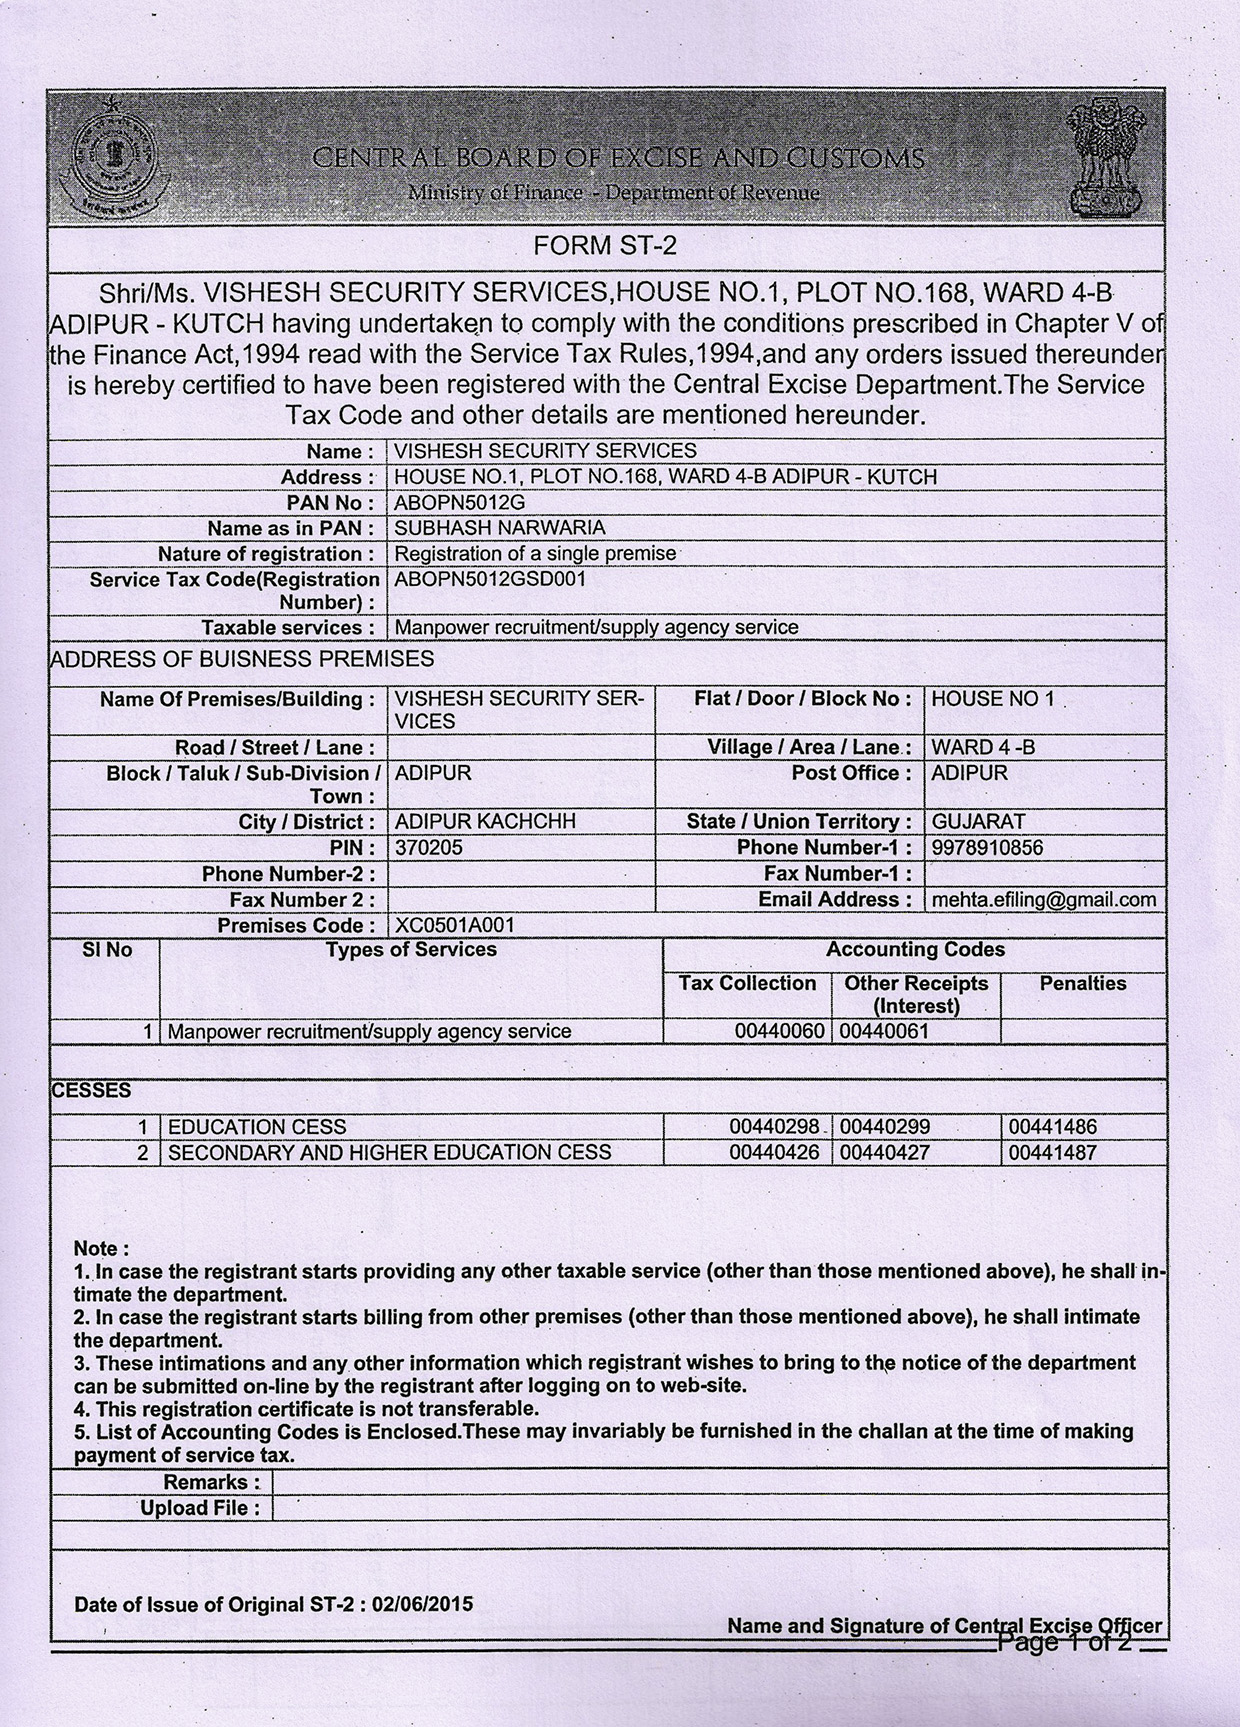 CENTRAL BOARD OF EXCISE AND CUSTOMS
Ministry of Finance - Department of Revenue
FORM ST-2
Shri/Ms. VISHESH SECURITY SERVICES,HOUSE NO.1, PLOT NO.168, WARD 4-B
ADIPUR - KUTCH having undertaken to comply with the conditions prescribed in Chapter V of
the Finance Act,1994 read with the Service Tax Rules,1994,and any orders issued thereunder
is hereby certified to have been registered with the Central Excise Department.The Service
Tax Code and other details are mentioned hereunder.
Name : VISHESH SECURITY SERVICES
Address : HOUSE NO.1, PLOT NO.168, WARD 4-B ADIPUR - KUTCH
PAN No : ABOPN5012G
Name as in PAN : SUBHASH NARWARIA
Nature of registration : Registration of a single premise
Service Tax Code(Registration ABOPN5012GSD001
Number) :
Taxable services : Manpower recruitment/supply agency service
ADDRESS OF BUISNESS PREMISES
Name Of Premises/Building : VISHESH SECURITY SER- Flat / Door / Block No : HOUSE NO 1
VICES
Road / Street / Lane : Village / Area / Lane : WARD 4 -B
Block / Taluk / Sub-Division / ADIPUR Post Office : ADIPUR
Town :
City / District : ADIPUR KACHCHH State / Union Territory : GUJARAT
PIN : 370205 Phone Number-1 : 9978910856
Phone Number-2 : Fax Number-1 :
Fax Number 2 : Email Address : mehta.efiling@gmail.com
Premises Code : XC0501A001
Sl No Types of Services Accounting Codes
Tax Collection Other Receipts Penalties
(Interest)
1 Manpower recruitment/supply agency service 00440060 00440061
CESSES
1 EDUCATION CESS 00440298 00440299 00441486
2 SECONDARY AND HIGHER EDUCATION CESS 00440426 00440427 00441487
Note :
1. In case the registrant starts providing any other taxable service (other than those mentioned above), he shall in-
timate the department.
2. In case the registrant starts billing from other premises (other than those mentioned above), he shall intimate
the department.
3. These intimations and any other information which registrant wishes to bring to the notice of the department
can be submitted on-line by the registrant after logging on to web-site.
4. This registration certificate is not transferable.
5. List of Accounting Codes is Enclosed.These may invariably be furnished in the challan at the time of making
payment of service tax.
Remarks :
Upload File :
Date of Issue of Original ST-2 : 02/06/2015
Name and Signature of Central Excise Officer
Page 1 of 2